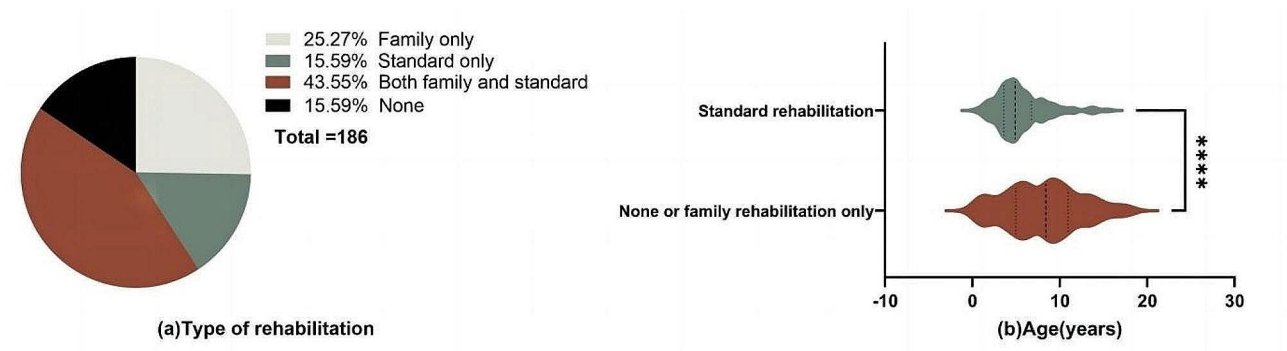 25.27% Family only
15.59% Standard only
43.55% Both family and standard
15.59% None
Total =186
(a)Type of rehabilitation
Standard rehabilitation
None or family rehabilitation only
****
-10 0 10 20 30
(b)Age(years)